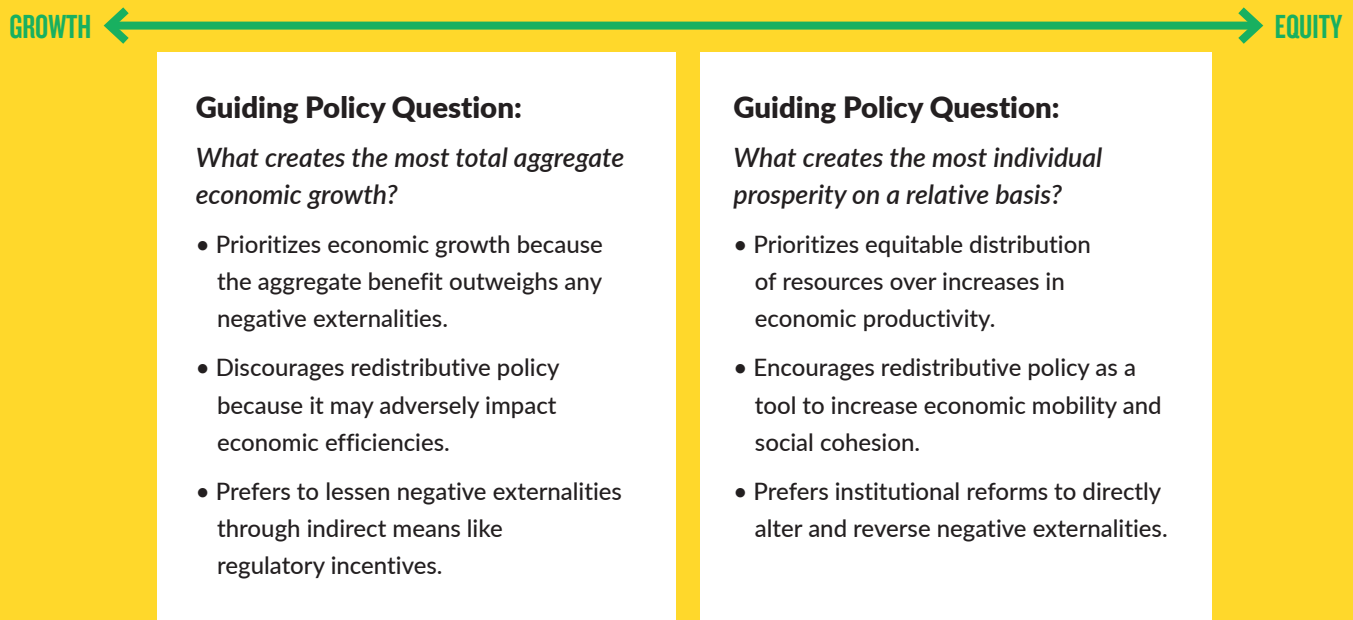 GROWTH
EQUITY
Guiding Policy Question:
What creates the most total aggregate
economic growth?
• Prioritizes economic growth because
the aggregate benefit outweighs any
negative externalities.
• Discourages redistributive policy
because it may adversely impact
economic efficiencies.
• Prefers to lessen negative externalities
through indirect means like
regulatory incentives.
Guiding Policy Question:
What creates the most individual
prosperity on a relative basis?
• Prioritizes equitable distribution
of resources over increases in
economic productivity.
• Encourages redistributive policy as a
tool to increase economic mobility and
social cohesion.
• Prefers institutional reforms to directly
alter and reverse negative externalities.